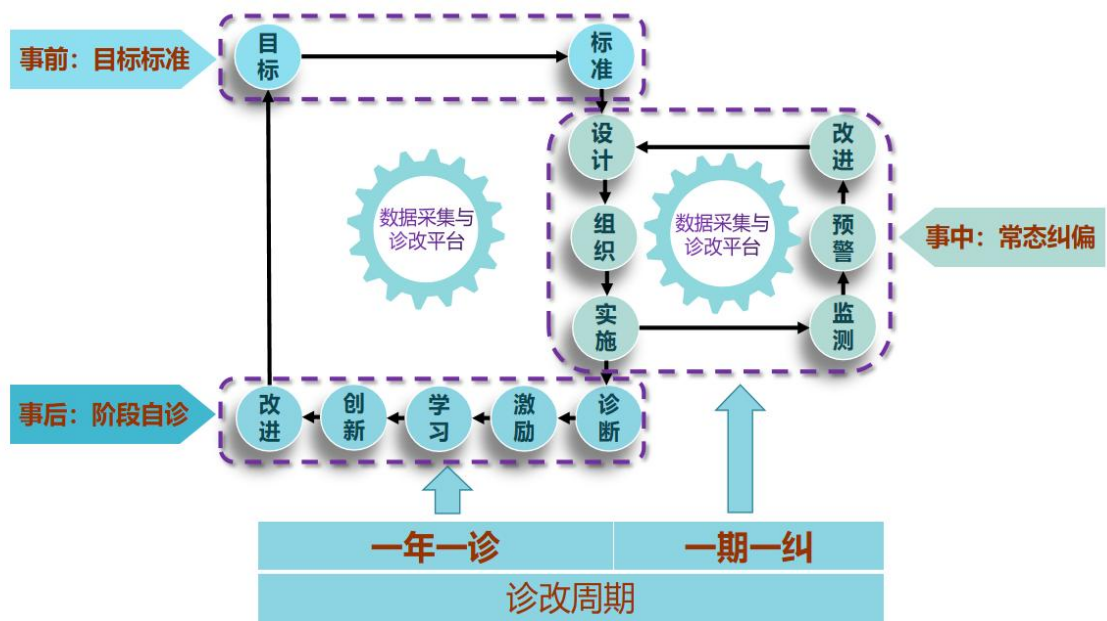 事前：目标标准
目标
标准
设计
改进
数据采集与
诊改平台
数据采集与
诊改平台
组织
预警
事中：常态纠偏
实施
监测
事后：阶段自诊
改进
创新
学习
激励
诊断
一年一诊
一期一纠
诊改周期